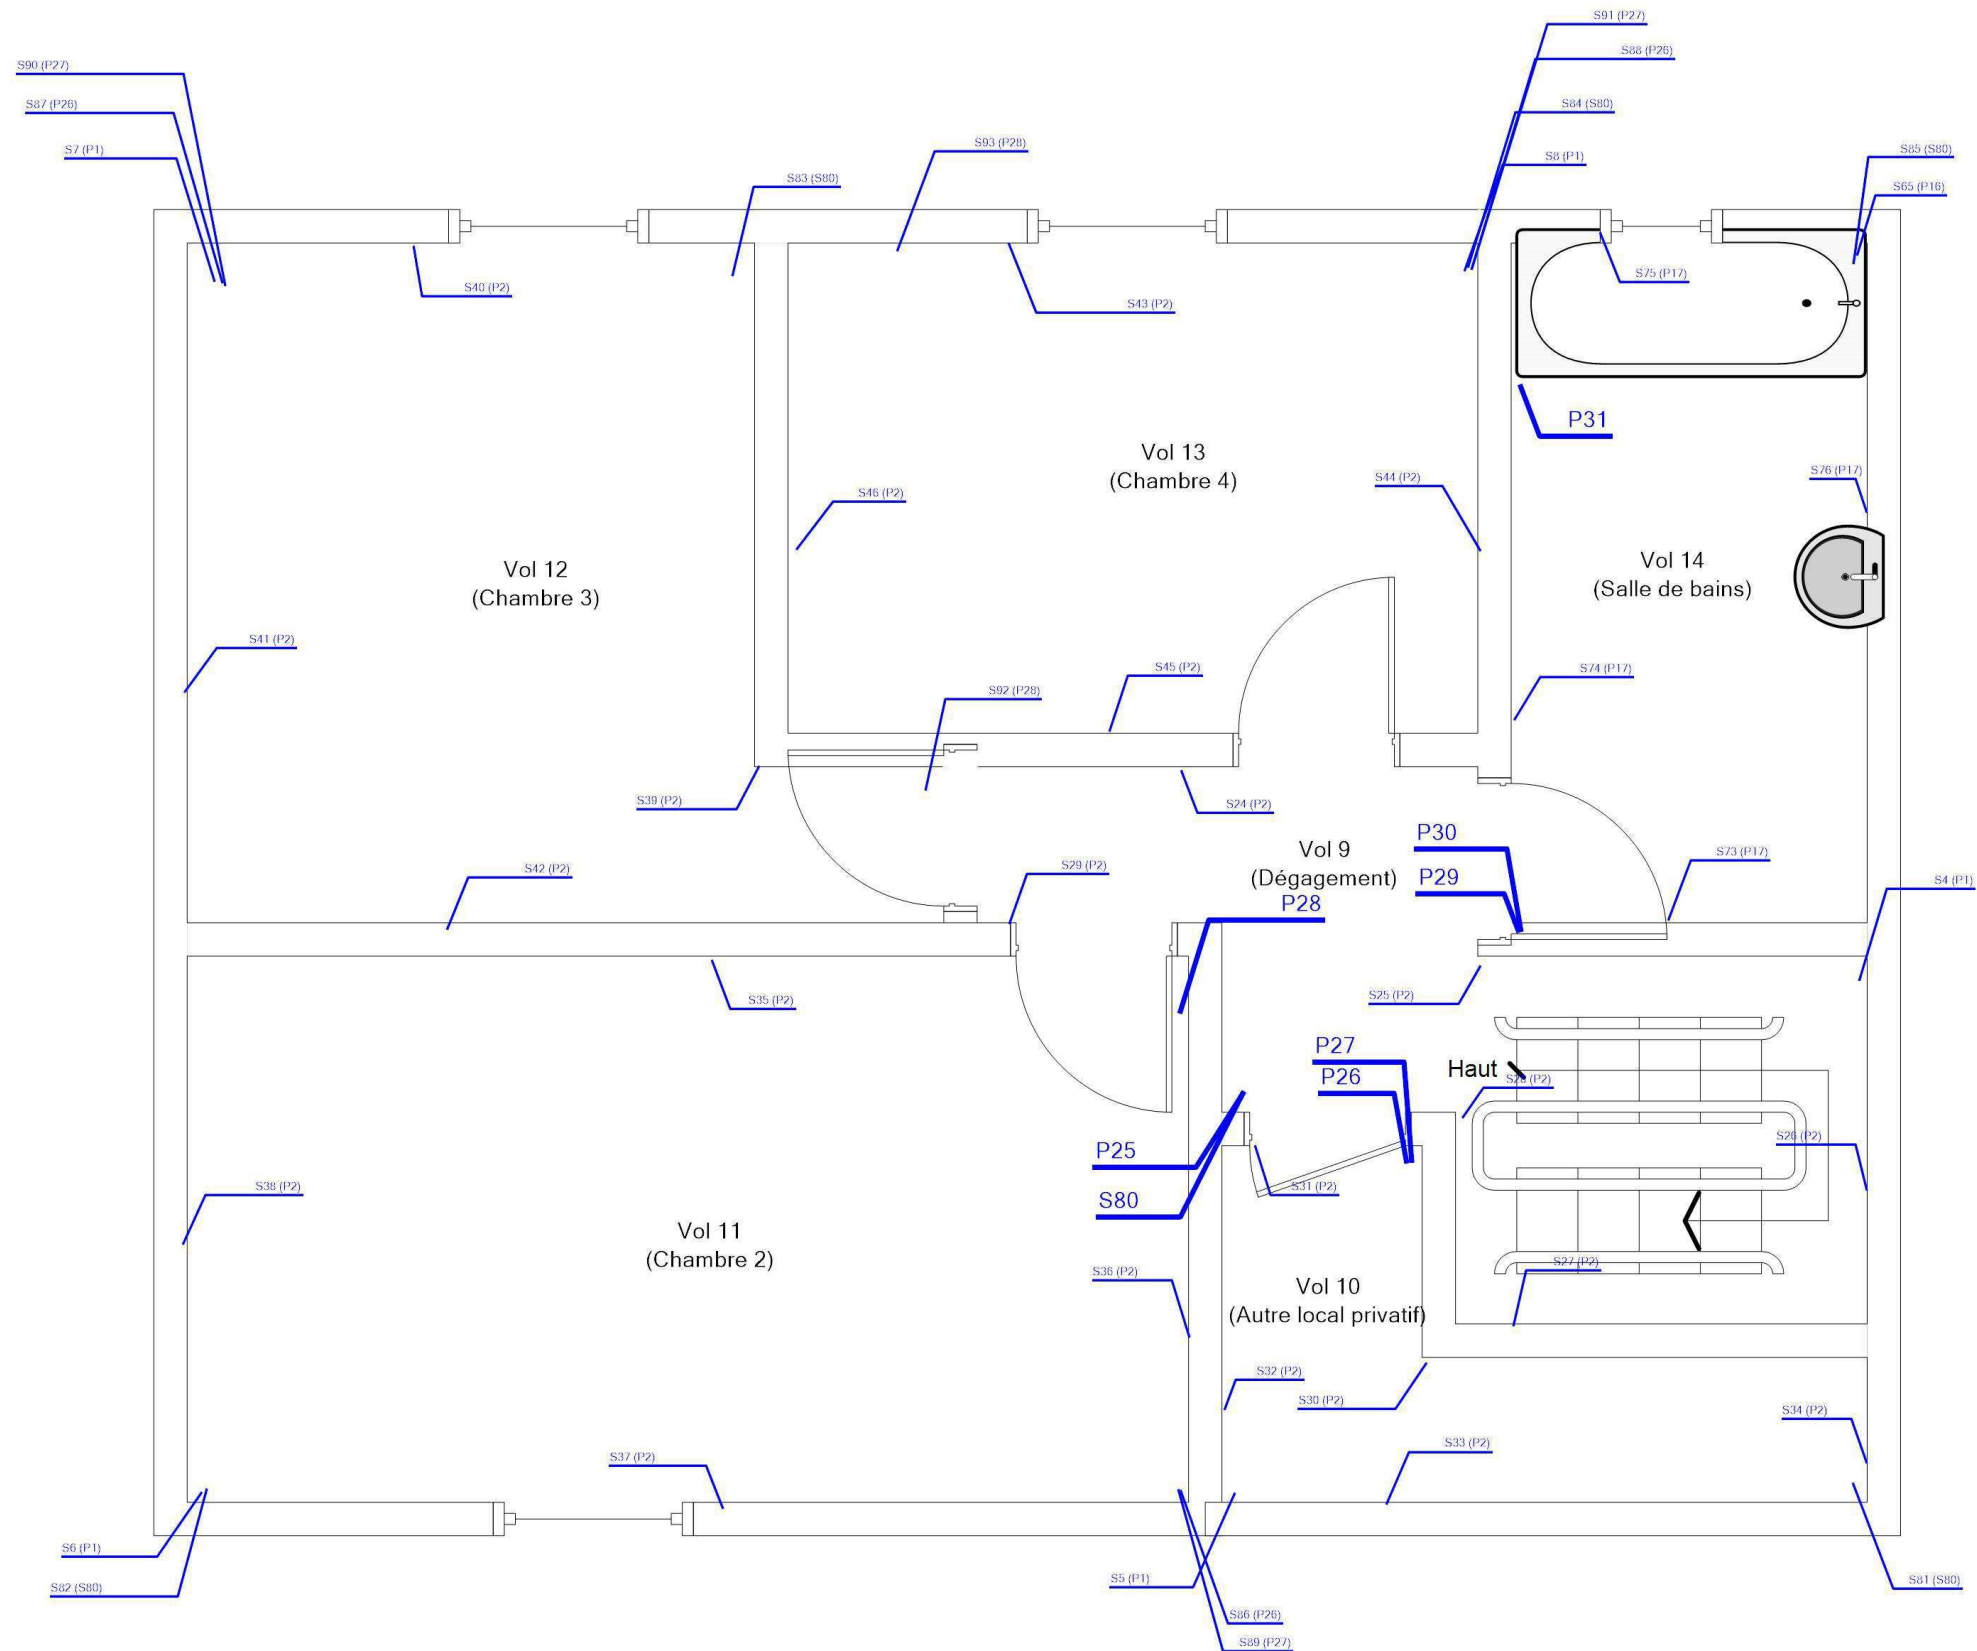 S91 (P27)
S88 (P26)
S90 (P27)
S87 (P26)
S84 (S80)
S7 (P1)
S93 (P28)
S8 (P1)
S85 (S80)
S83 (S80)
S65 (P16)
S75 (P17)
S40 (P2)
S43 (P2)
P31
Vol 13
(Chambre 4)
S76 (P17)
S44 (P2)
S46 (P2)
Vol 12
(Chambre 3)
Vol 14
(Salle de bains)
S41 (P2)
S45 (P2)
S74 (P17)
S92 (P28)
S39 (P2)
S24 (P2)
P30
Vol 9
(Dégagement)
S73 (P17)
S42 (P2)
S29 (P2)
P29
S4 (P1)
P28
S35 (P2)
S25 (P2)
P27
Haut
P26
S28 (P2)
S26 (P2)
P25
S31 (P2)
S38 (P2)
S80
Vol 11
(Chambre 2)
S36 (P2)
S27 (P2)
Vol 10
(Autre local privatif)
S32 (P2)
S30 (P2)
S34 (P2)
S33 (P2)
S37 (P2)
S6 (P1)
S82 (S80)
S5 (P1)
S81 (S80)
S86 (P26)
S89 (P27)